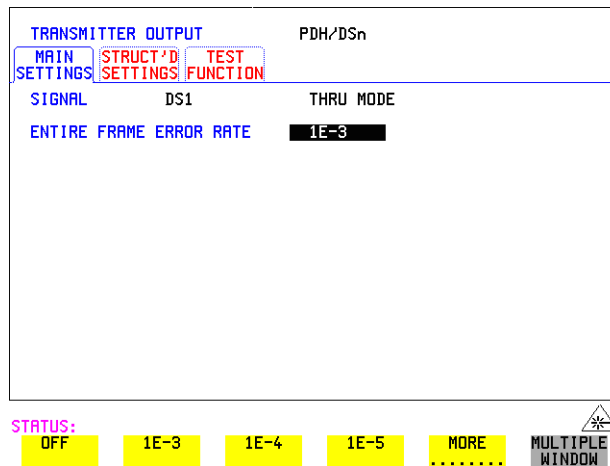 TRANSMITTER OUTPUT PDH/DSn
MAIN STRUCT'D TEST
SETTINGS SETTINGS FUNCTION
SIGNAL DS1 THRU MODE
ENTIRE FRAME ERROR RATE 1E-3
STATUS:
OFF 1E-3 1E-4 1E-5 MORE MULTIPLE
........ WINDOW